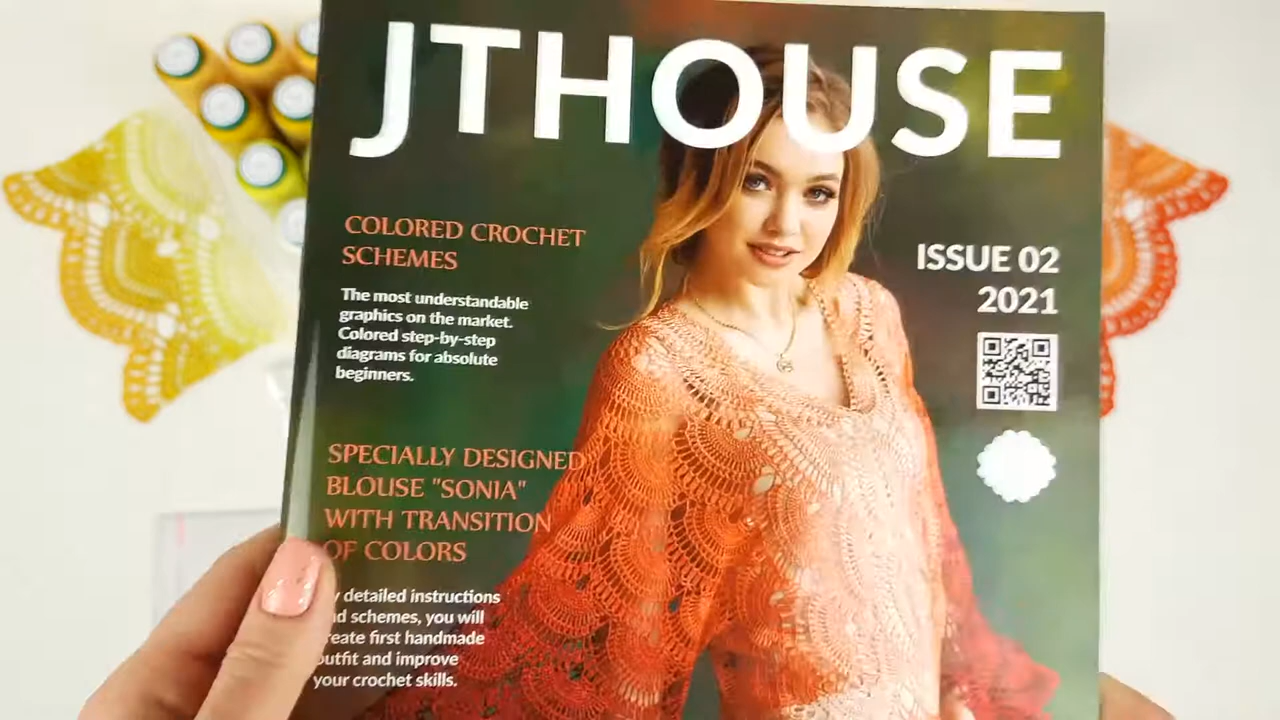 JTHOUSE
COLORED CROCHET
SCHEMES
The most understandable
graphics on the market.
Colored step-by-step
diagrams for absolute
beginners.
ISSUE 02
2021
SPECIALLY DESIGNED
BLOUSE "SONIA"
WITH TRANSITION
OF COLORS
detailed instructions
schemes, you will
first handmade
outfit and improve
your crochet skills.